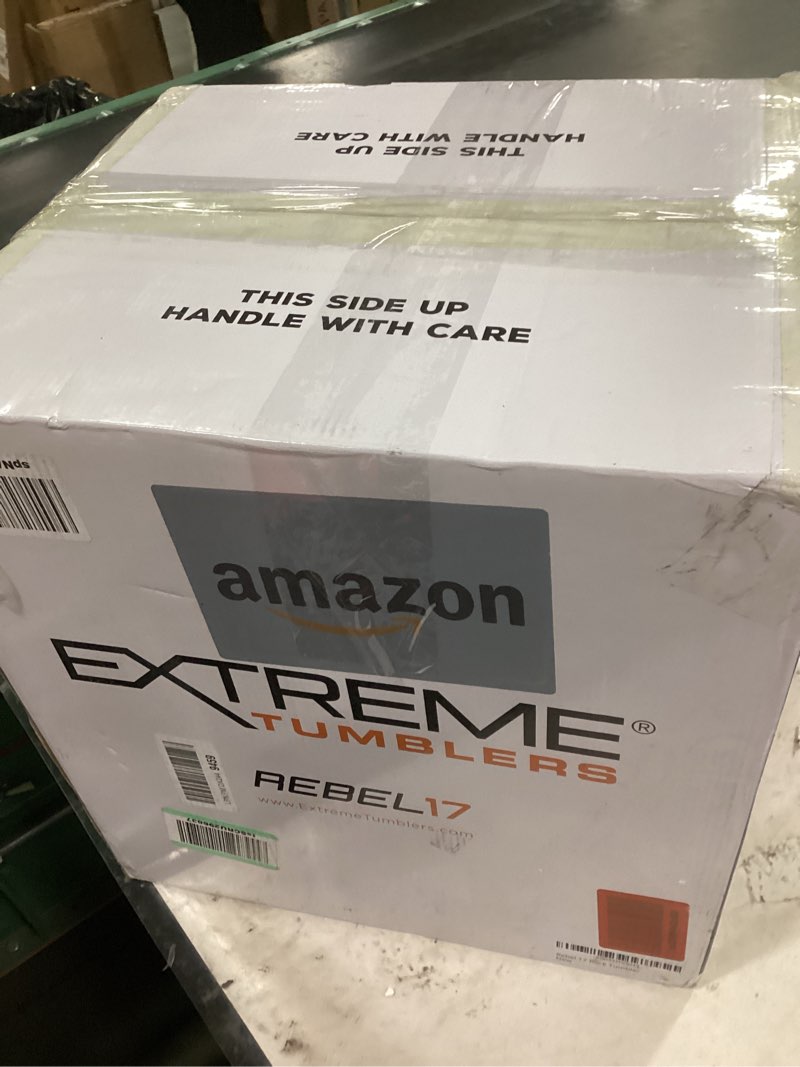 HANDLE WITH CARE
THIS SIDE UP
THIS SIDE UP
HANDLE WITH CARE
amazon
EXTREME®
TUMBLERS
9459
REBEL17
www.ExtremeTumblers.com